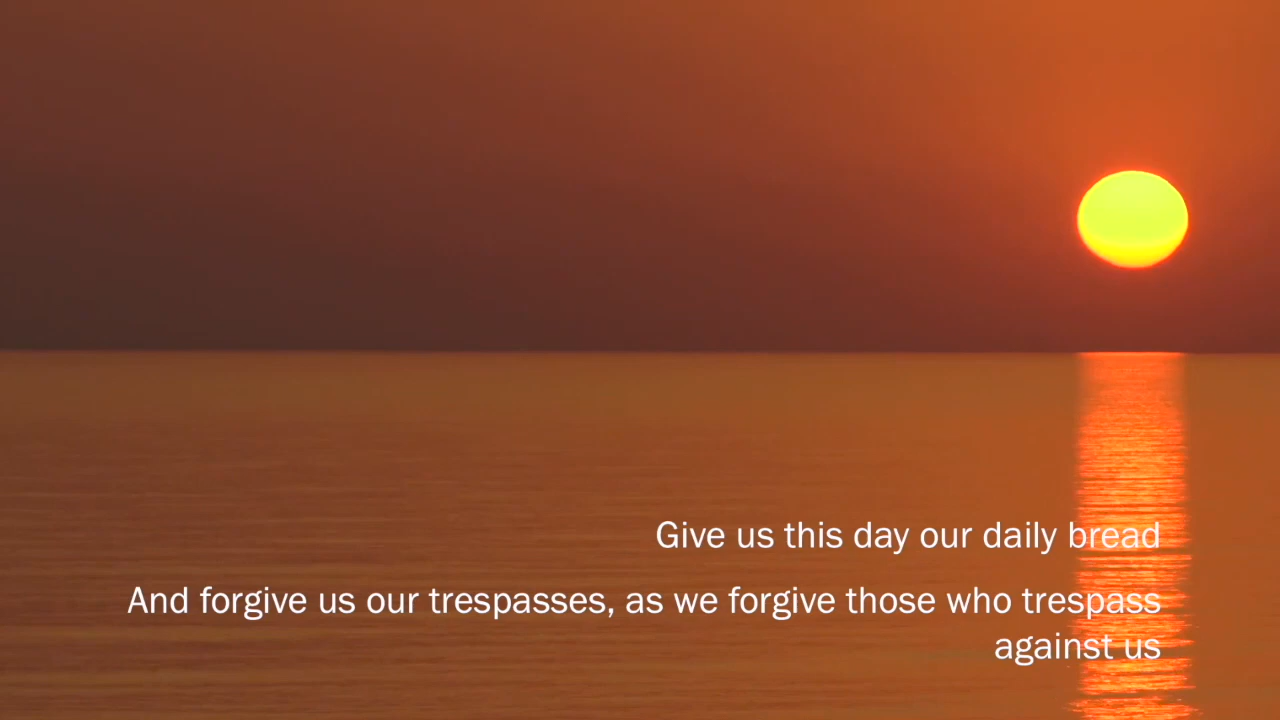 Give us this day our daily bread
And forgive us our trespasses, as we forgive those who trespass
against us